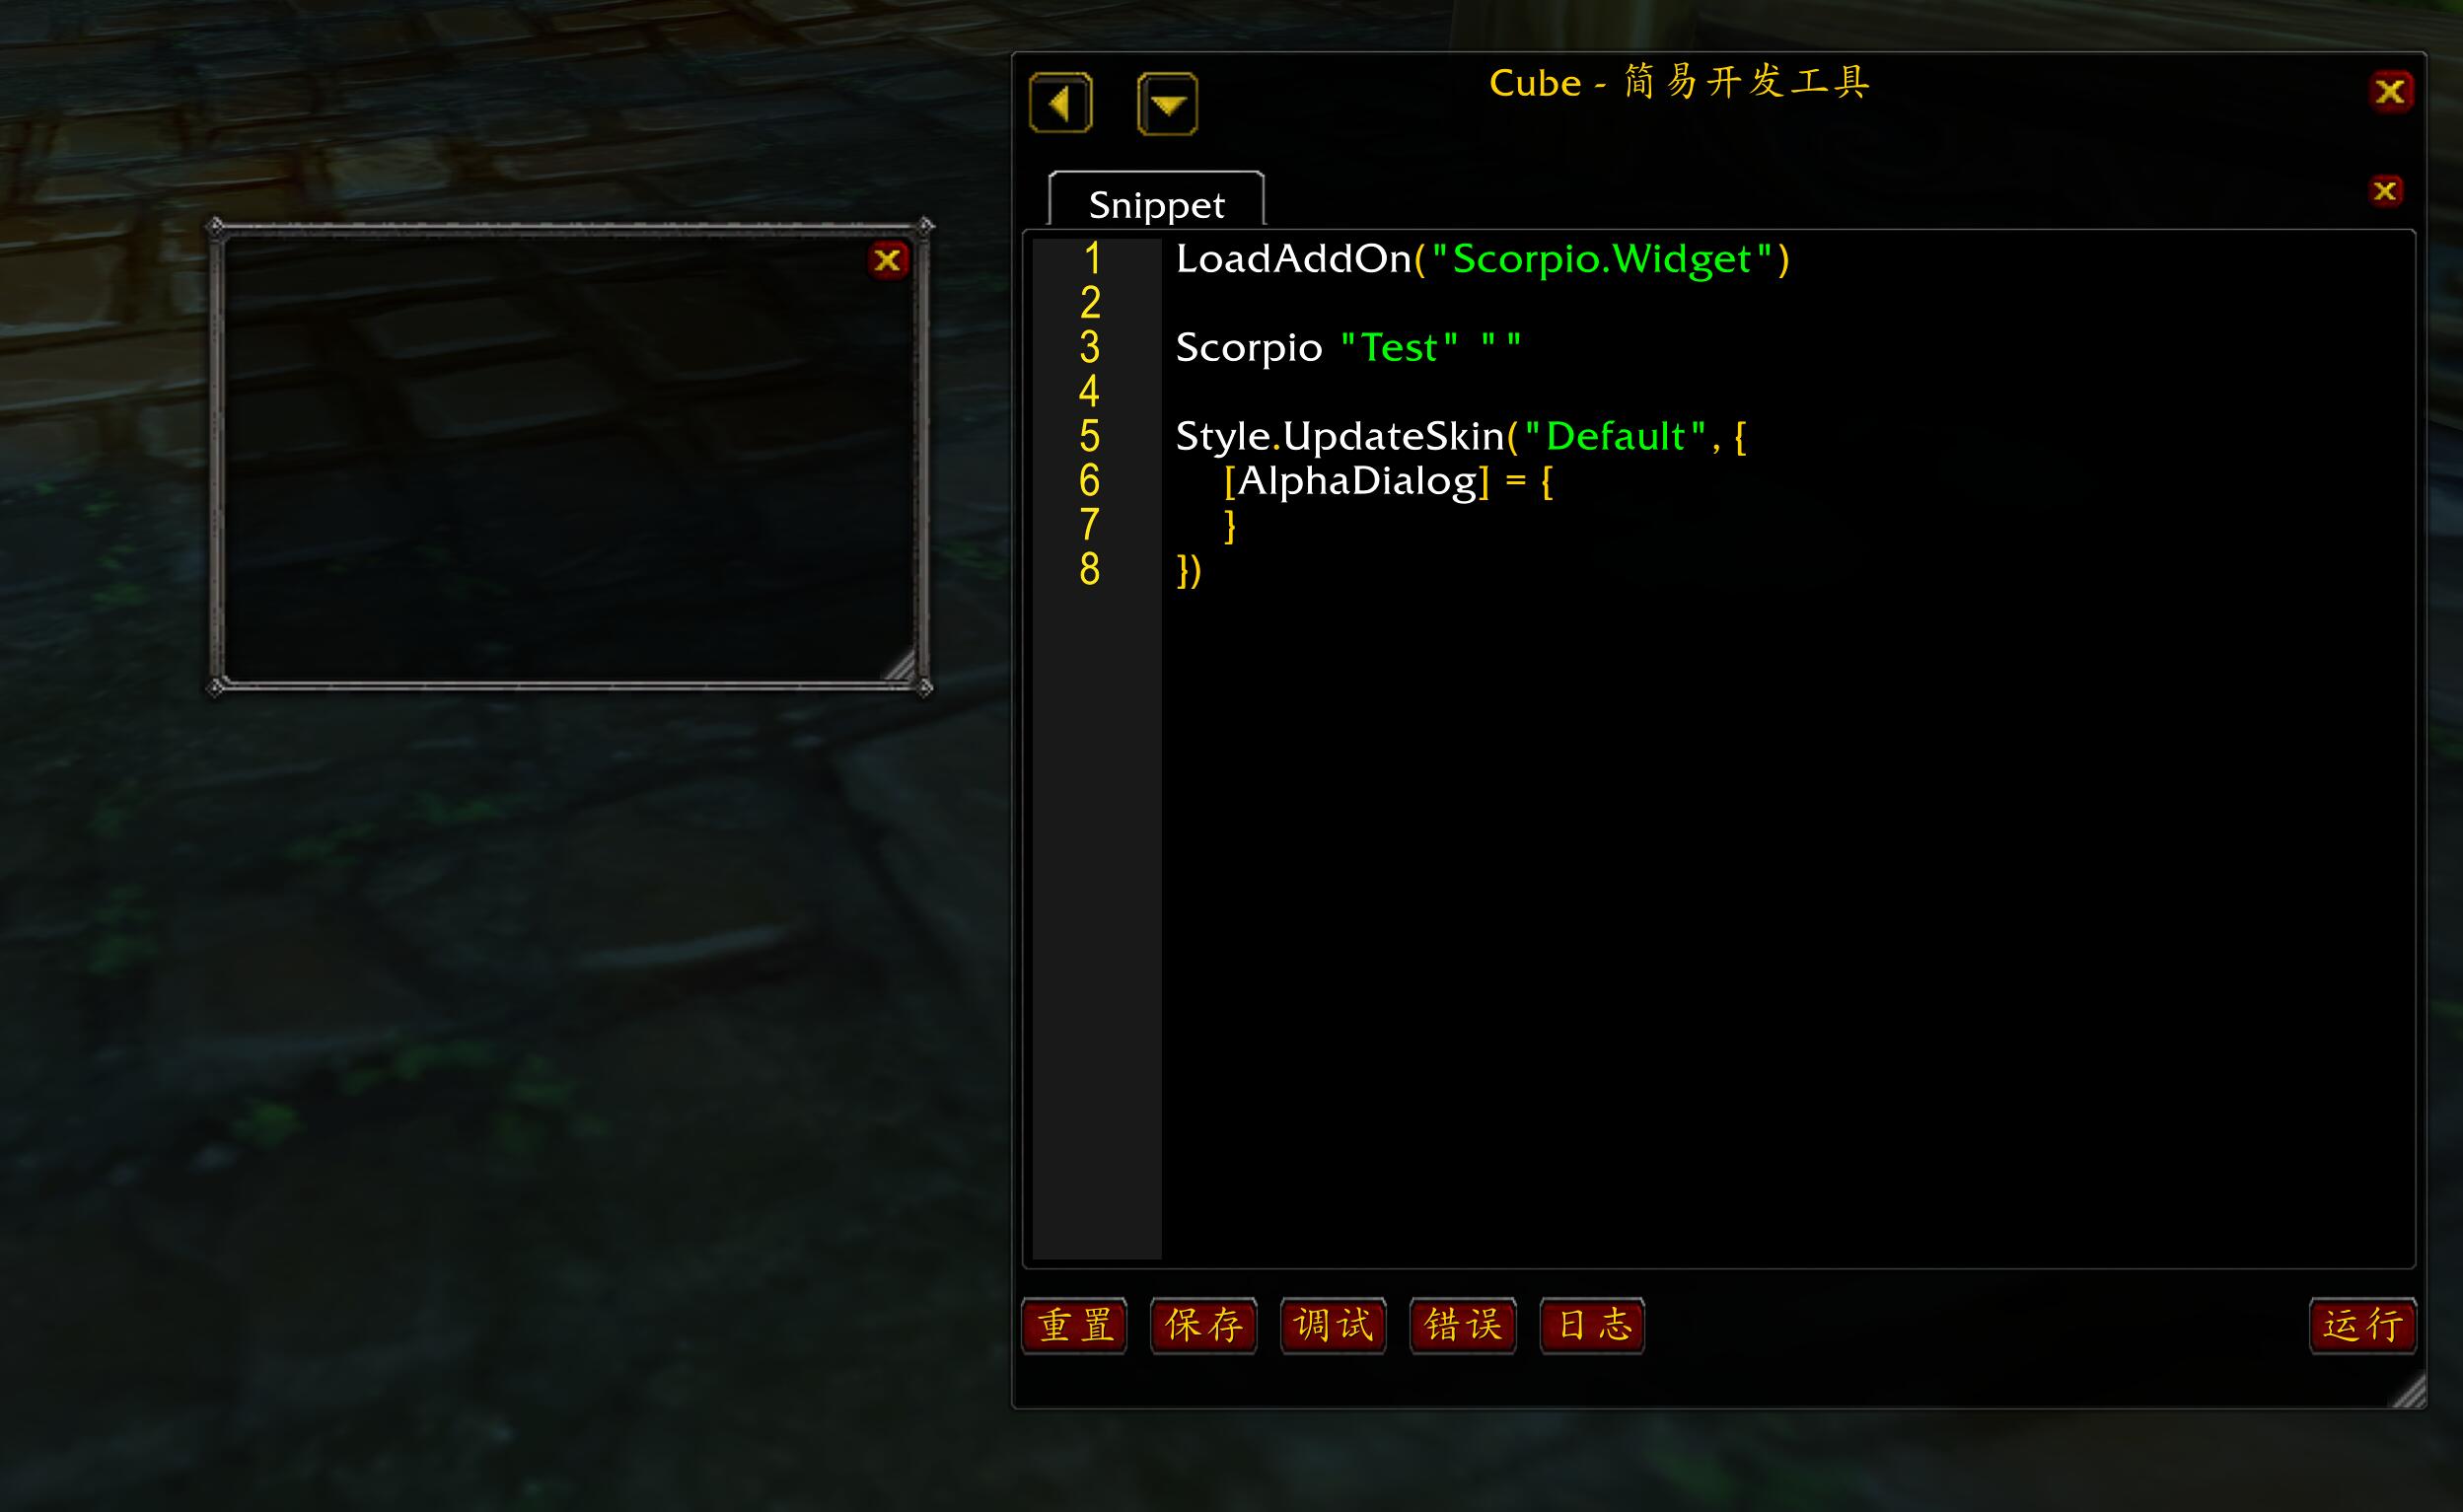 Cube - 简易开发工具
Snippet
1 LoadAddOn("Scorpio.Widget")
2
3 Scorpio "Test" ""
4
5 Style.UpdateSkin("Default", {
6 [AlphaDialog] = {
7 }
8 })
重置 保存 调试 错误 日志 运行